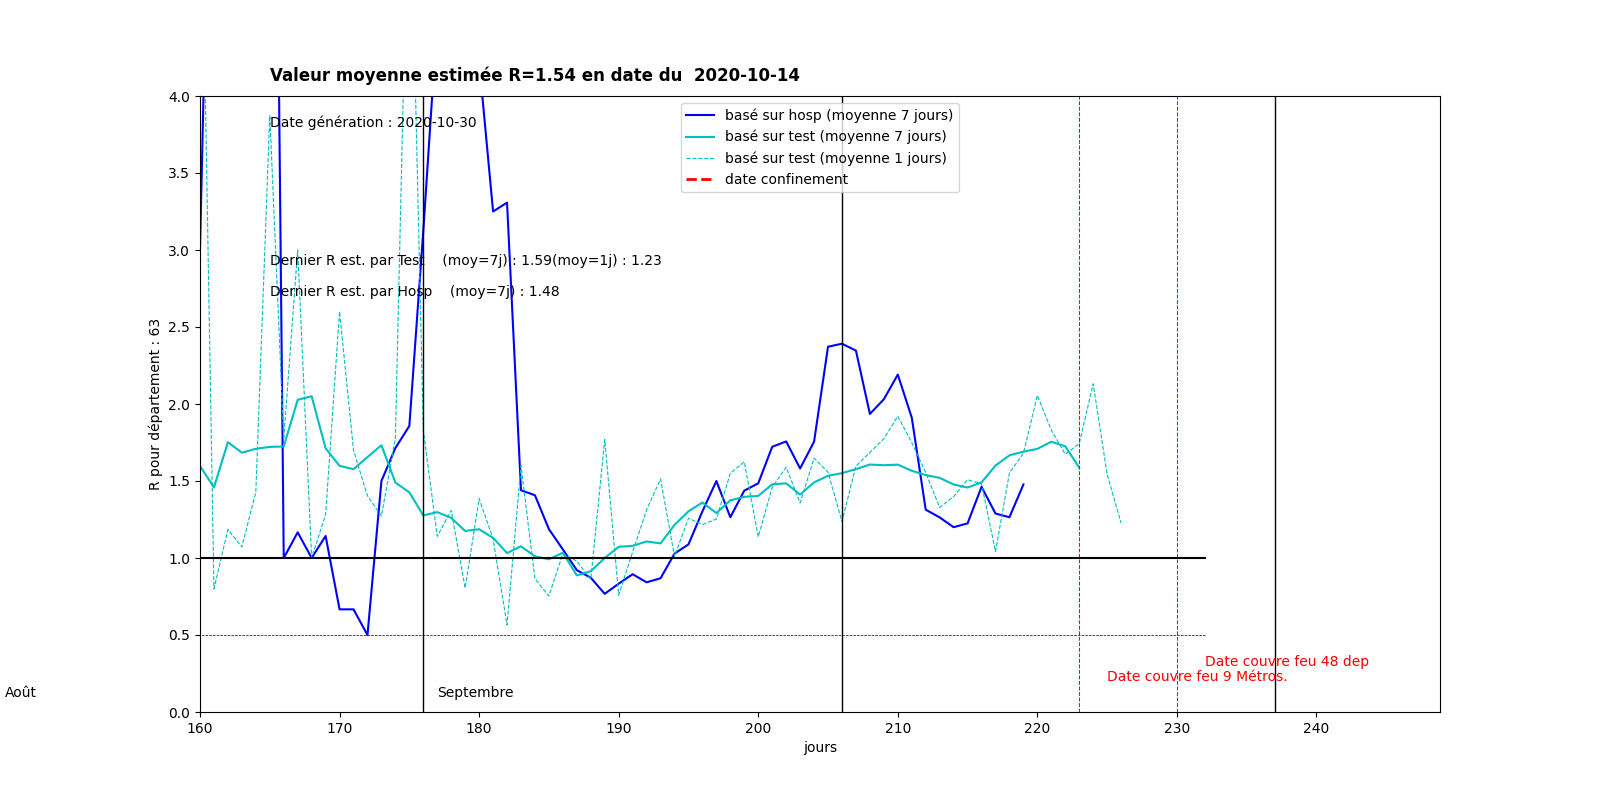 Valeur moyenne estimée R=1.54 en date du  2020-10-14
4.0
3.5
3.0
2.5
2.0
1.5
1.0
0.5
0.0
R pour département : 63
Date génération : 2020-10-30
basé sur hosp (moyenne 7 jours)
basé sur test (moyenne 7 jours)
basé sur test (moyenne 1 jours)
date confinement
Dernier R est. par Test    (moy=7j) : 1.59(moy=1j) : 1.23
Dernier R est. par Hosp    (moy=7j) : 1.48
Date couvre feu 48 dep
Date couvre feu 9 Métros.
Août
Septembre
160 170 180 190 200 210 220 230 240
jours